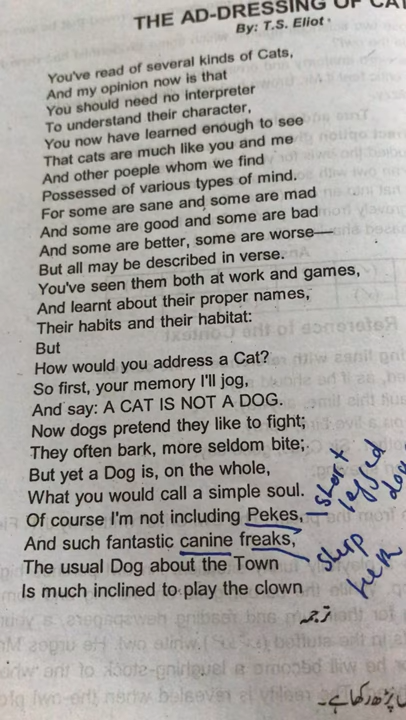 THE AD-DRESSING OF CAT
By: T.S. Eliot
You've read of several kinds of Cats,
And my opinion now is that
You should need no interpreter
To understand their character,
You now have learned enough to see
That cats are much like you and me
And other poeple whom we find
Possessed of various types of mind.
For some are sane and some are mad
And some are good and some are bad
And some are better, some are worse—
But all may be described in verse.
You've seen them both at work and games,
And learnt about their proper names,
Their habits and their habitat:
But
How would you address a Cat?
So first, your memory I'll jog,
And say: A CAT IS NOT A DOG.
Now dogs pretend they like to fight;
They often bark, more seldom bite;
But yet a Dog is, on the whole,
What you would call a simple soul.
Of course I'm not including Pekes,
And such fantastic canine freaks,
The usual Dog about the Town
Is much inclined to play the clown
short
legged
ترجمہ